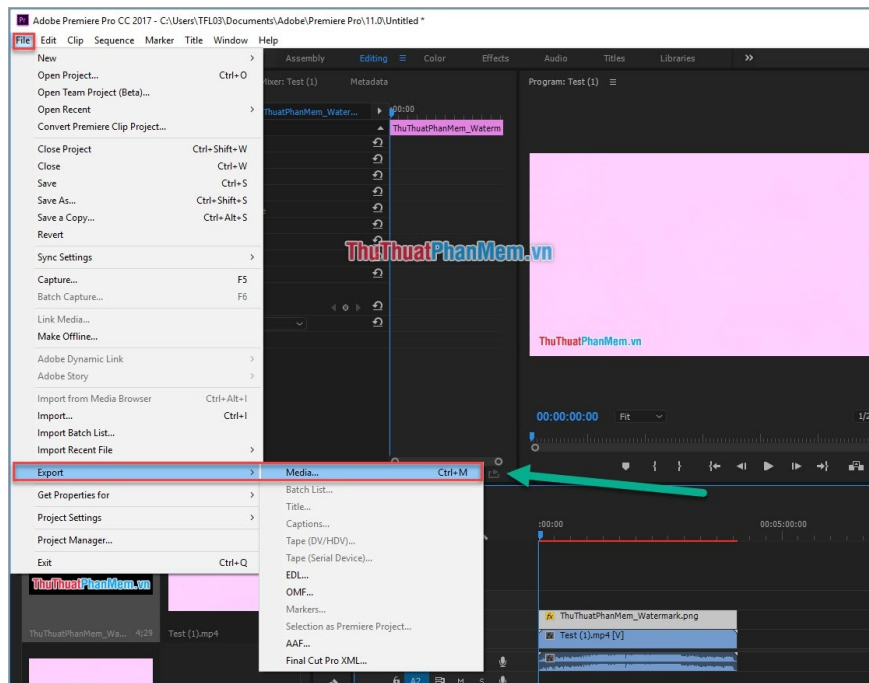 Adobe Premiere Pro CC 2017 - C:\Users\TFL03\Documents\Adobe\Premiere Pro\11.0\Untitled *
File Edit Clip Sequence Marker Title Window Help
Assembly Editing Color Effects Audio Titles Libraries
New
Open Project... Ctrl+O
Open Team Project (Beta)...
Open Recent
Convert Premiere Clip Project...
Close Project Ctrl+Shift+W
Close Ctrl+W
Save Ctrl+S
Save As... Ctrl+Shift+S
Save a Copy... Ctrl+Alt+S
Revert
Sync Settings
Capture... F5
Batch Capture... F6
Link Media...
Make Offline...
Adobe Dynamic Link
Adobe Story
Import from Media Browser Ctrl+Alt+I
Import... Ctrl+I
Import Batch List...
Import Recent File
Export
Get Properties for
Project Settings
Project Manager...
Exit Ctrl+Q
Media... Ctrl+M
Batch List...
Title...
Captions...
Tape (DV/HDV)...
Tape (Serial Device)...
EDL...
OMF...
Markers...
Selection as Premiere Project...
AAF...
Final Cut Pro XML...
Mixer: Test (1) Metadata
ThuThuatPhanMem_Water... :00:00
ThuThuatPhanMem_Waterm
Program: Test (1)
ThuThuatPhanMem.vn
ThuThuatPhanMem.vn
00:00:00:00 Fit 1/2
:00:00 00:05:00:00
ThuThuatPhanMem_Watermark.png
Test (1).mp4 [V]
A2 M S
ThuThuatPhanMem.vn
ThuThuatPhanMem_Wa... 4;29 Test (1).mp4